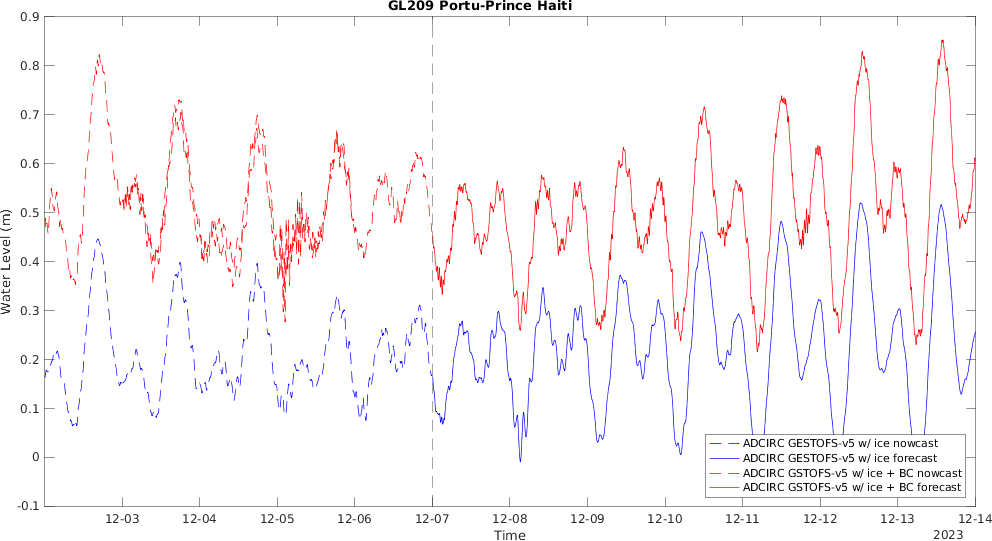 GL209 Portu-Prince Haiti
0.9
0.8
0.7
0.6
0.5
0.4
0.3
0.2
0.1
0
-0.1
Water Level (m)
12-03 12-04 12-05 12-06 12-07 12-08 12-09 12-10 12-11 12-12 12-13 12-14
Time
2023
ADCIRC GESTOFS-v5 w/ ice nowcast
ADCIRC GESTOFS-v5 w/ ice forecast
ADCIRC GSTOFS-v5 w/ ice + BC nowcast
ADCIRC GSTOFS-v5 w/ ice + BC forecast